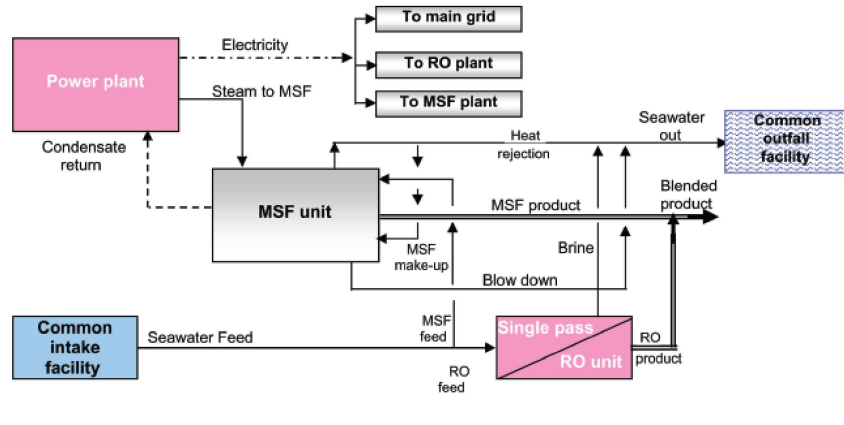 To main grid
Electricity
Power plant
To RO plant
Steam to MSF
To MSF plant
Seawater
out
Common
outfall
facility
Heat
rejection
Condensate
return
MSF unit
MSF product
Blended
product
MSF
make-up
Brine
Blow down
Common
intake
facility
Seawater Feed
MSF
feed
RO
feed
Single pass
RO unit
RO
product